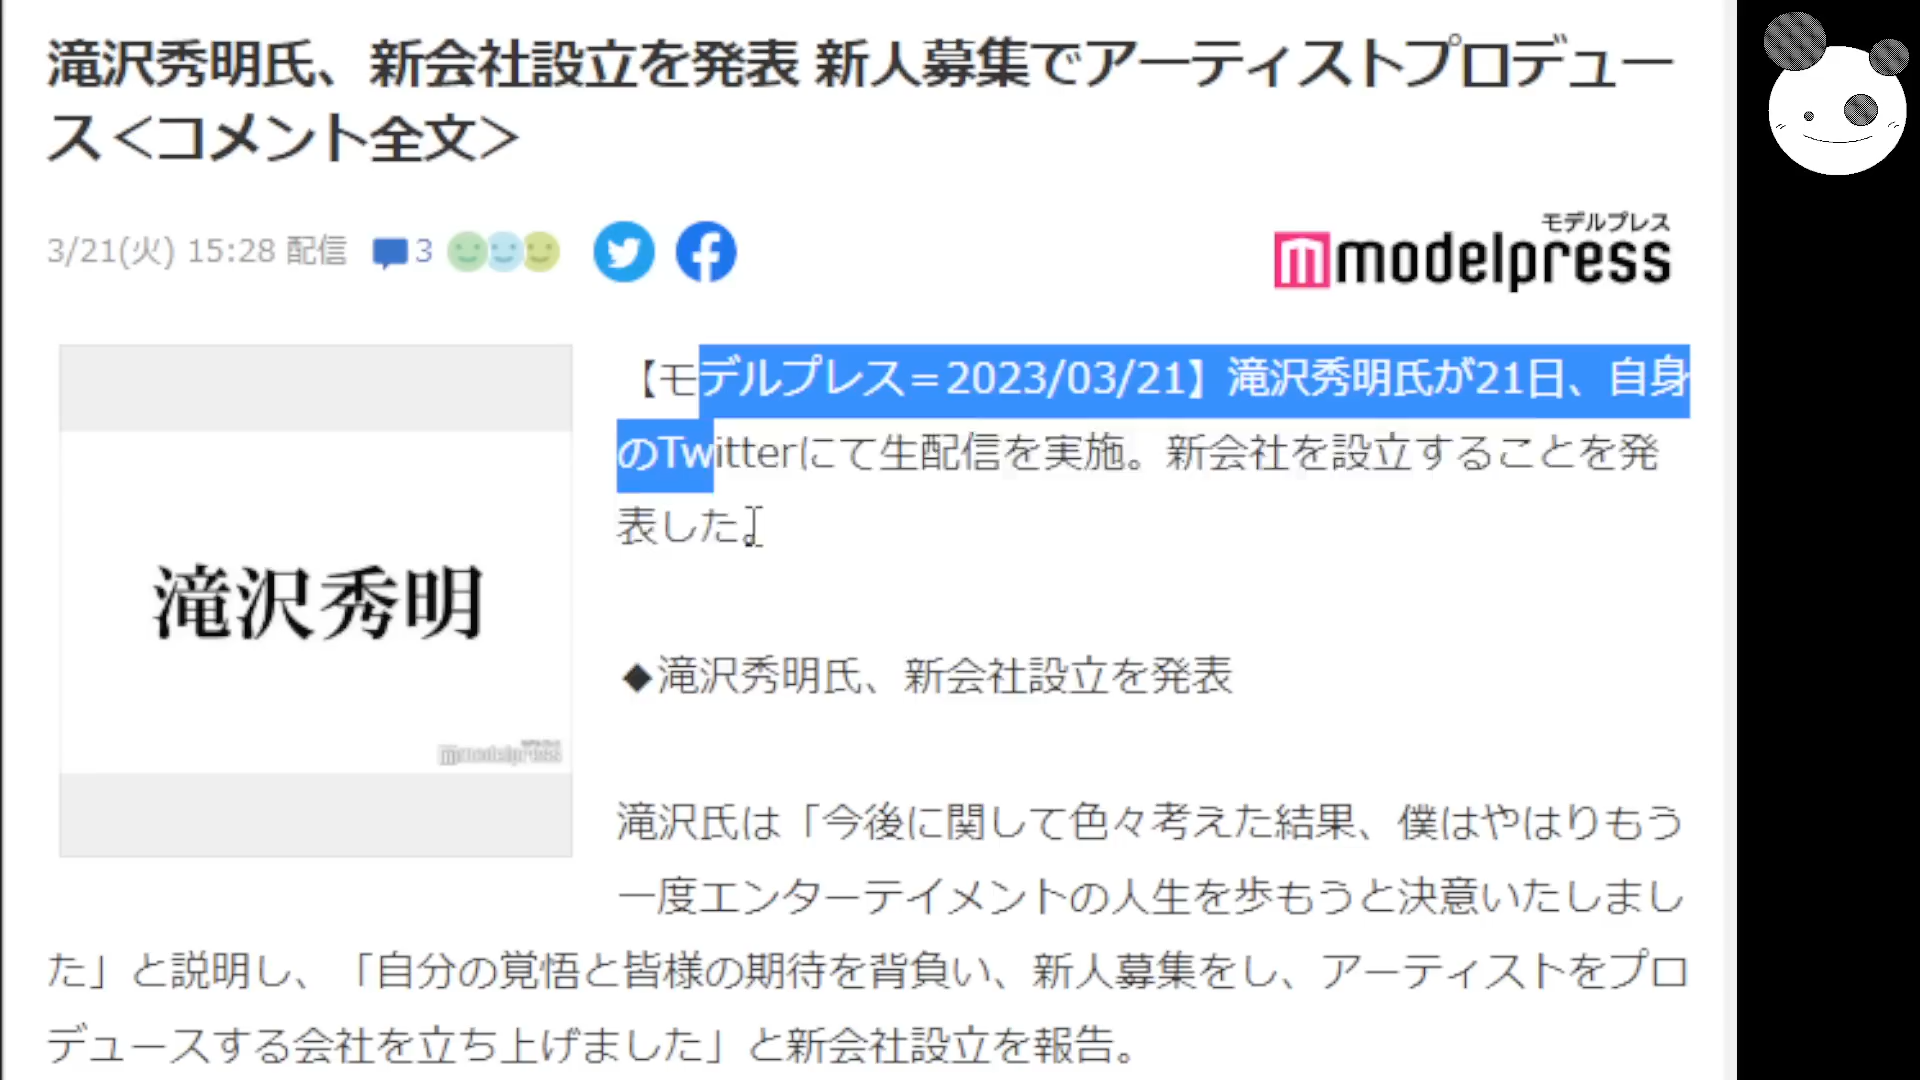 滝沢秀明氏、新会社設立を発表 新人募集でアーティストプロデュー
ス＜コメント全文＞
3/21(火) 15:28 配信 3
モデルプレス
modelpress
【モデルプレス＝2023/03/21】滝沢秀明氏が21日、自身
のTwitterにて生配信を実施。新会社を設立することを発
表した。
滝沢秀明
modelpress
◆滝沢秀明氏、新会社設立を発表
滝沢氏は「今後に関して色々考えた結果、僕はやはりもう
一度エンターテイメントの人生を歩もうと決意いたしまし
た」と説明し、「自分の覚悟と皆様の期待を背負い、新人募集をし、アーティストをプロ
デュースする会社を立ち上げました」と新会社設立を報告。